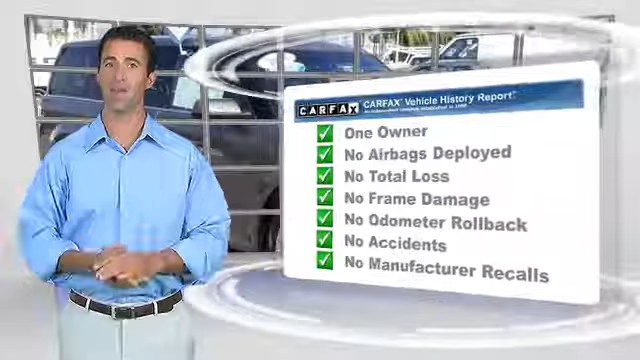 CARFAX CARFAX Vehicle History Report
One Owner
No Airbags Deployed
No Total Loss
No Frame Damage
No Odometer Rollback
No Accidents
No Manufacturer Recalls